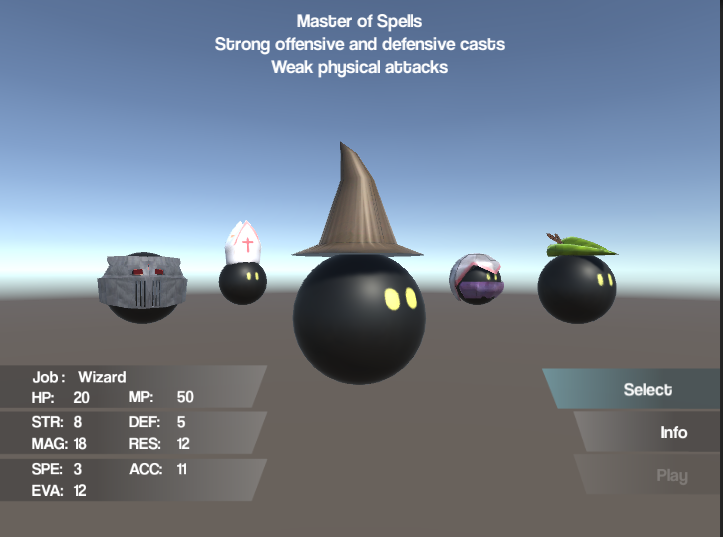 Master of Spells
Strong offensive and defensive casts
Weak physical attacks
Job : Wizard
HP: 20 MP: 50
STR: 8 DEF: 5
MAG: 18 RES: 12
SPE: 3 ACC: 11
EVA: 12
Select
Info
Play